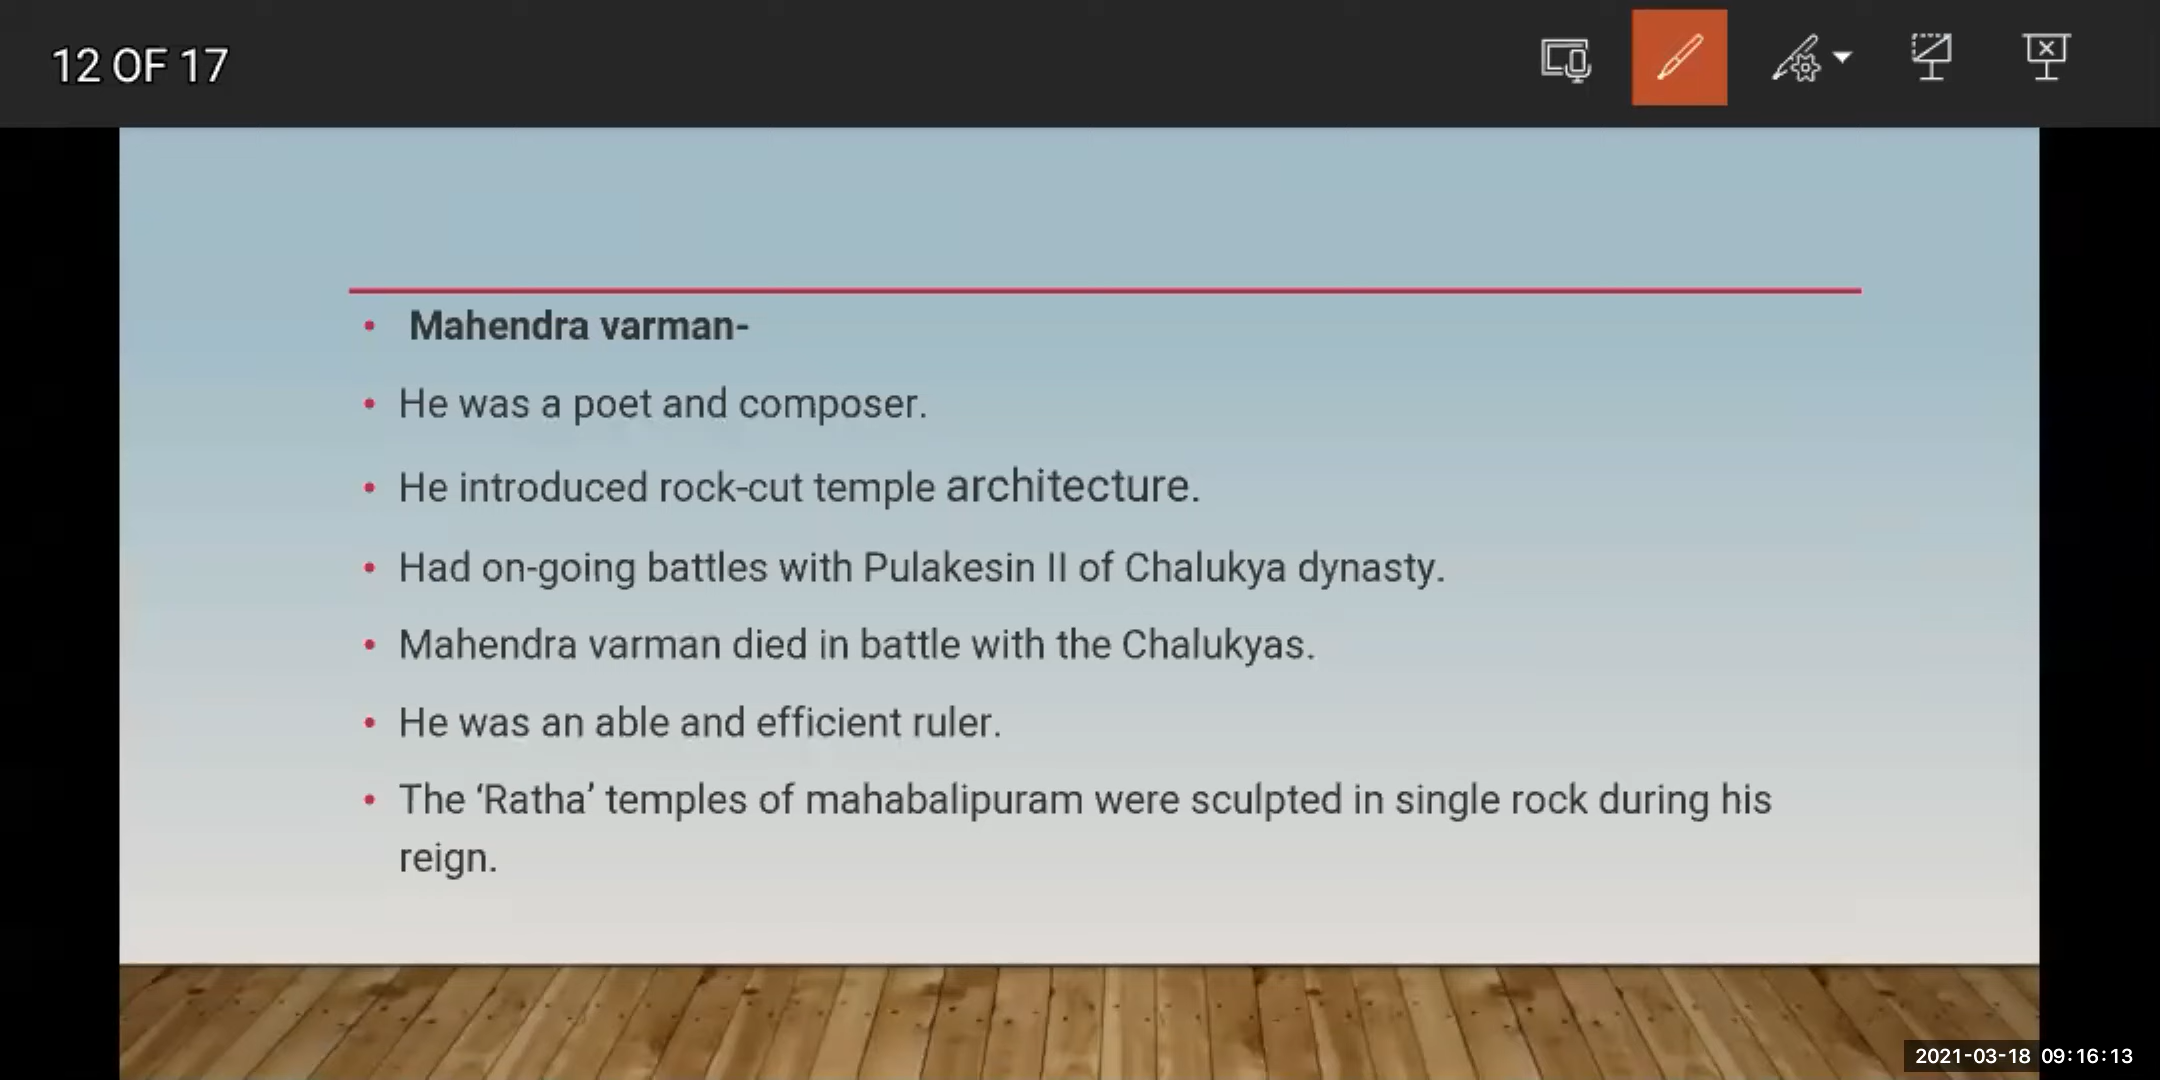 12 OF 17
• Mahendra varman-
• He was a poet and composer.
• He introduced rock-cut temple architecture.
• Had on-going battles with Pulakesin II of Chalukya dynasty.
• Mahendra varman died in battle with the Chalukyas.
• He was an able and efficient ruler.
• The ‘Ratha’ temples of mahabalipuram were sculpted in single rock during his
reign.
2021-03-18 09:16:13